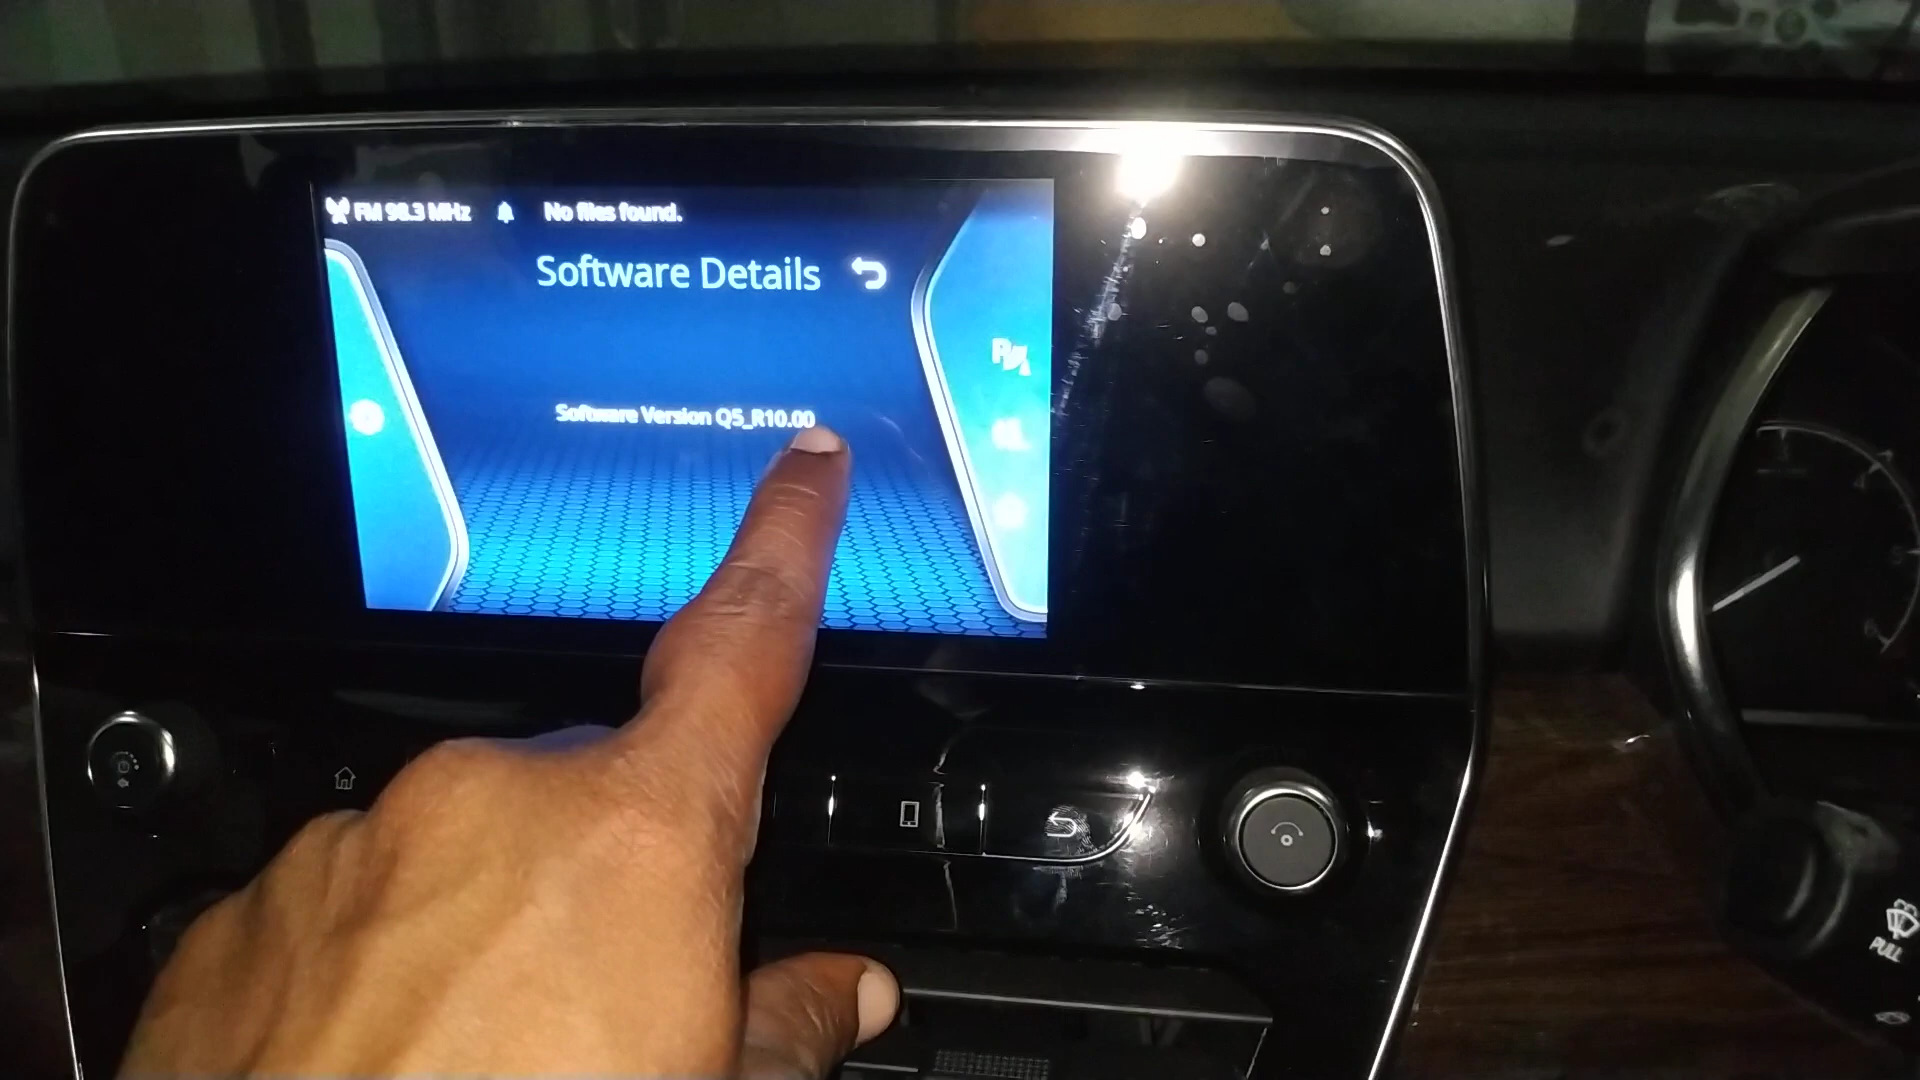 FM 98.3 MHz No files found.
Software Details
Software Version Q5_R10.00
PULL